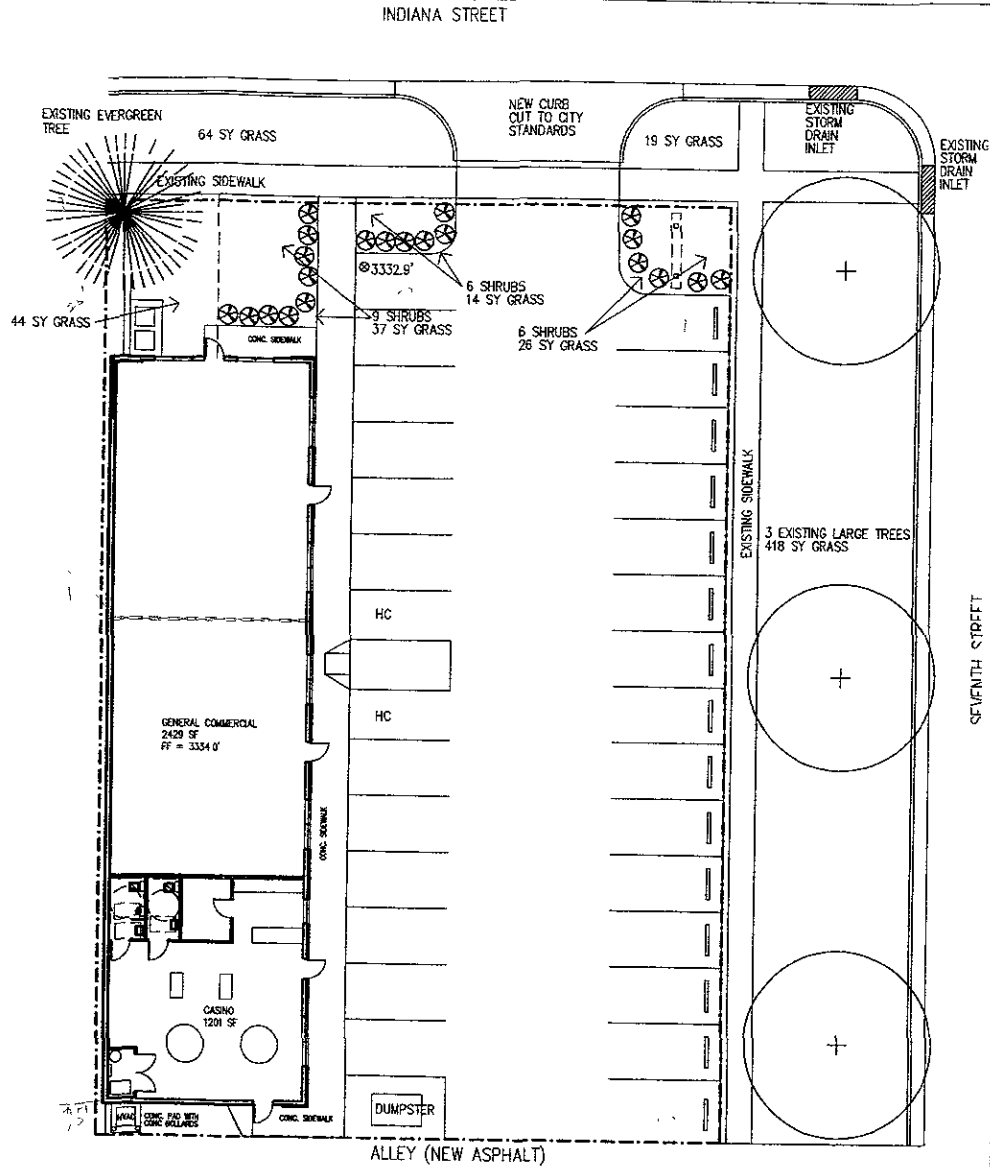 INDIANA STREET
EXISTING EVERGREEN
TREE
64 SY GRASS
NEW CURB
CUT TO CITY
STANDARDS
19 SY GRASS
EXISTING
STORM
DRAIN
INLET
EXISTING
STORM
DRAIN
INLET
EXISTING SIDEWALK
⊗3332.9'
6 SHRUBS
14 SY GRASS
44 SY GRASS
9 SHRUBS
37 SY GRASS
6 SHRUBS
26 SY GRASS
CONC. SIDEWALK
EXISTING SIDEWALK
3 EXISTING LARGE TREES
418 SY GRASS
HC
HC
SEVENTH STREET
GENERAL COMMERCIAL
2429 SF
FF = 3334.0'
CONC. SIDEWALK
CASINO
1201 SF
HVAC
CONC. PAD WITH
CONC BOLLARDS
CONC. SIDEWALK
DUMPSTER
ALLEY (NEW ASPHALT)